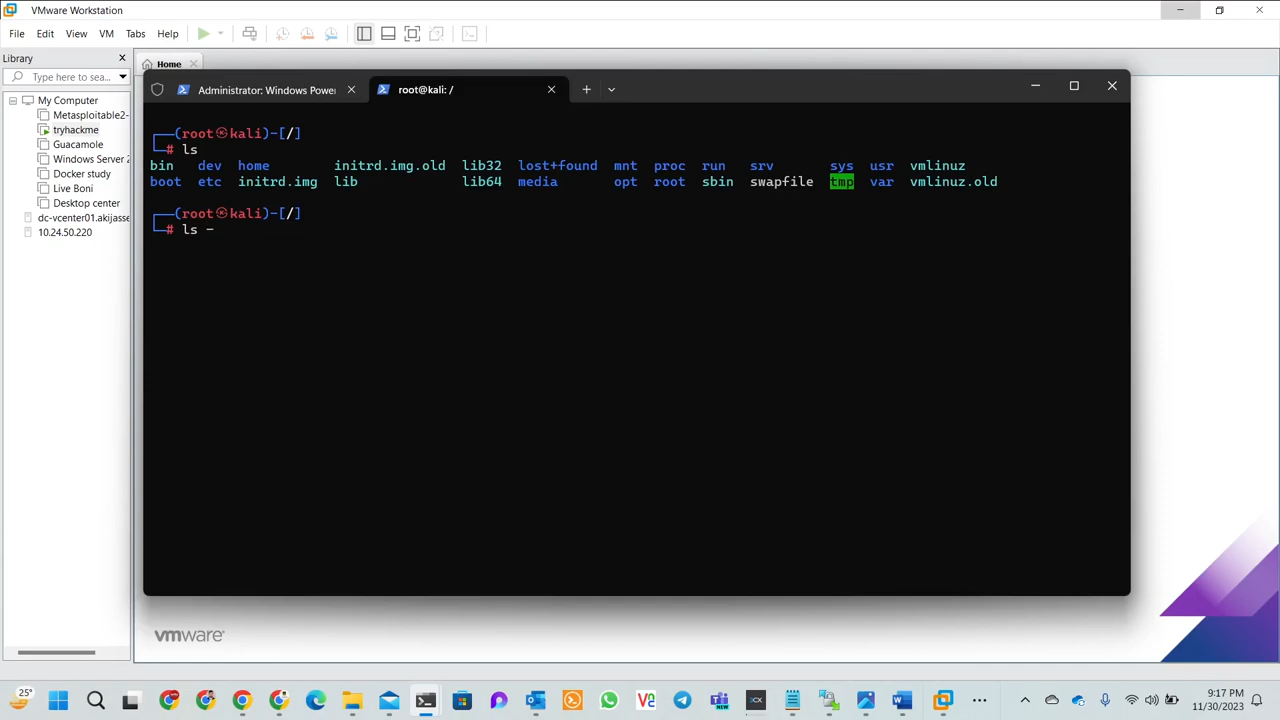 VMware Workstation
File Edit View VM Tabs Help
Library
Type here to sea...
Home
My Computer
Metasploitable2-
tryhackme
Guacamole
Windows Server 2
Docker study
Live Boni
Desktop center
dc-vcenter01.akijasse
10.24.50.220
Administrator: Windows Power
root@kali: /
┌──(root㉿kali)-[/]
└─# ls
bin dev home initrd.img.old lib32 lost+found mnt proc run srv sys usr vmlinuz
boot etc initrd.img lib lib64 media opt root sbin swapfile tmp var vmlinuz.old
┌──(root㉿kali)-[/]
└─# ls -
vmware
25°
NEW
9:17 PM
11/30/2023